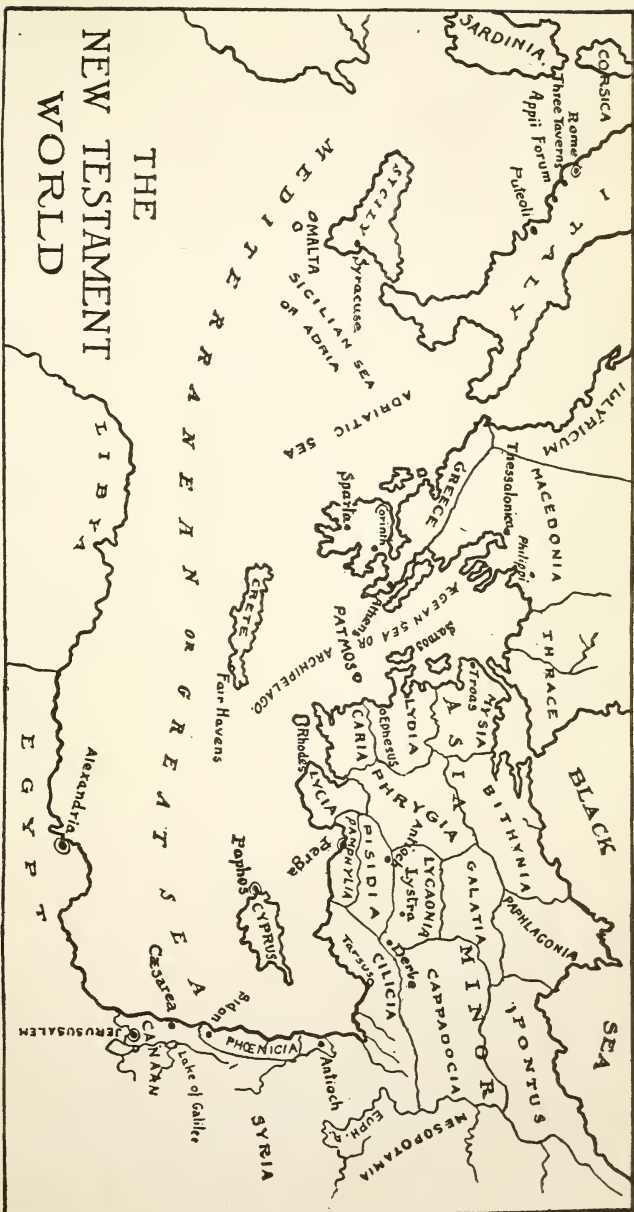 CORSICA
SARDINIA.
Rome
Three Taverns
Appii Forum
Puteoli
ITALY
SICILY
Syracuse
MALTA
SICILIAN SEA
OR ADRIA
ADRIATIC SEA
ILLYRICUM
MACEDONIA
Thessalonica
Philippi
THRACE
GREECE
Corinth
Sparta
Athens
ÆGEAN SEA OR ARCHIPELAGO.
Samos
PATMOS
CRETE
Fair Havens
BLACK SEA
ASIA MINOR
MYSIA
Troas
LYDIA
Ephesus
CARIA
Rhodes
LYCIA
PHRYGIA
Antioch
BITHYNIA
PAPHLAGONIA
GALATIA
LYCAONIA
Lystra
PISIDIA
PAMPHYLIA
Perga
Derbe
CILICIA
Tarsus
CAPPADOCIA
PONTUS
Paphos
CYPRUS
MEDITERRANEAN OR GREAT SEA
Antioch
PHŒNICIA
Sidon
Cæsarea
Lake of Galilee
CANAAN
JERUSALEM
SYRIA
EUPH. R.
MESOPOTAMIA
LIBYA
EGYPT
Alexandria
THE
NEW TESTAMENT
WORLD